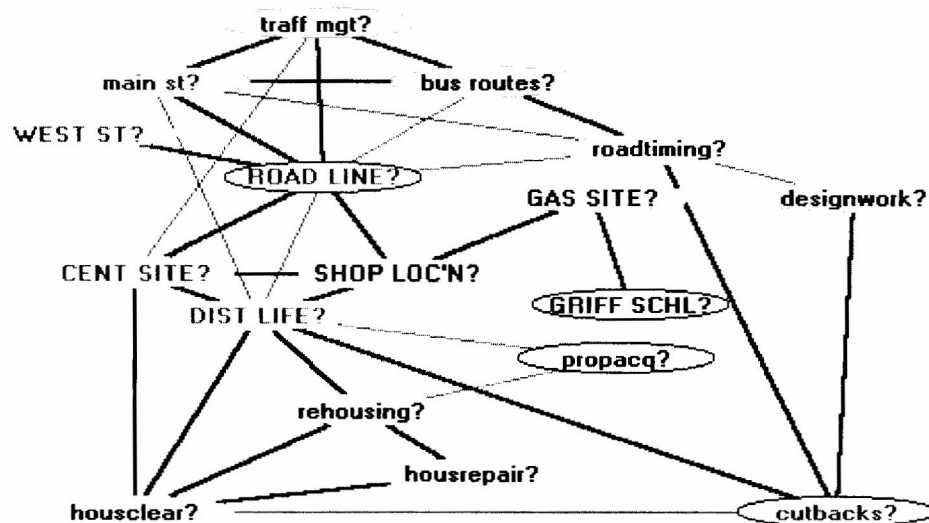 traff mgt?
main st?
bus routes?
WEST ST?
roadtiming?
ROAD LINE?
GAS SITE?
designwork?
CENT SITE?
SHOP LOC'N?
DIST LIFE?
GRIFF SCHL?
propacq?
rehousing?
housrepair?
housclear?
cutbacks?